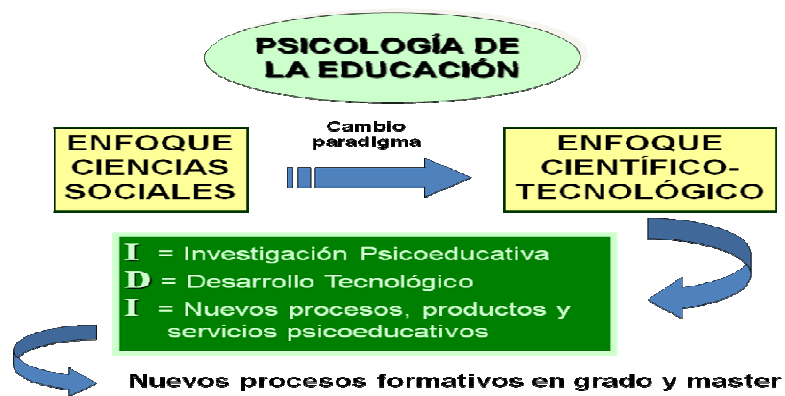 PSICOLOGÍA DE
LA EDUCACIÓN
ENFOQUE
CIENCIAS
SOCIALES
Cambio
paradigma
ENFOQUE
CIENTÍFICO-
TECNOLÓGICO
I = Investigación Psicoeducativa
D = Desarrollo Tecnológico
I = Nuevos procesos, productos y
servicios psicoeducativos
Nuevos procesos formativos en grado y master